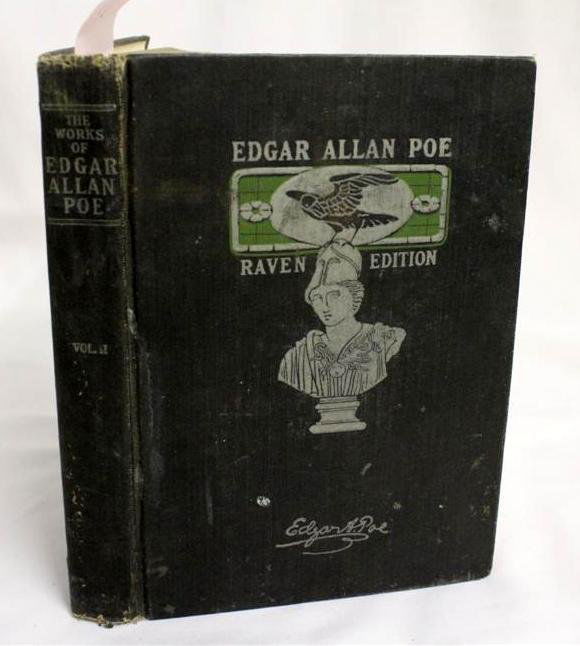 THE
WORKS
OF
EDGAR
ALLAN
POE
VOL. II
EDGAR ALLAN POE
RAVEN EDITION
Edgar A. Poe